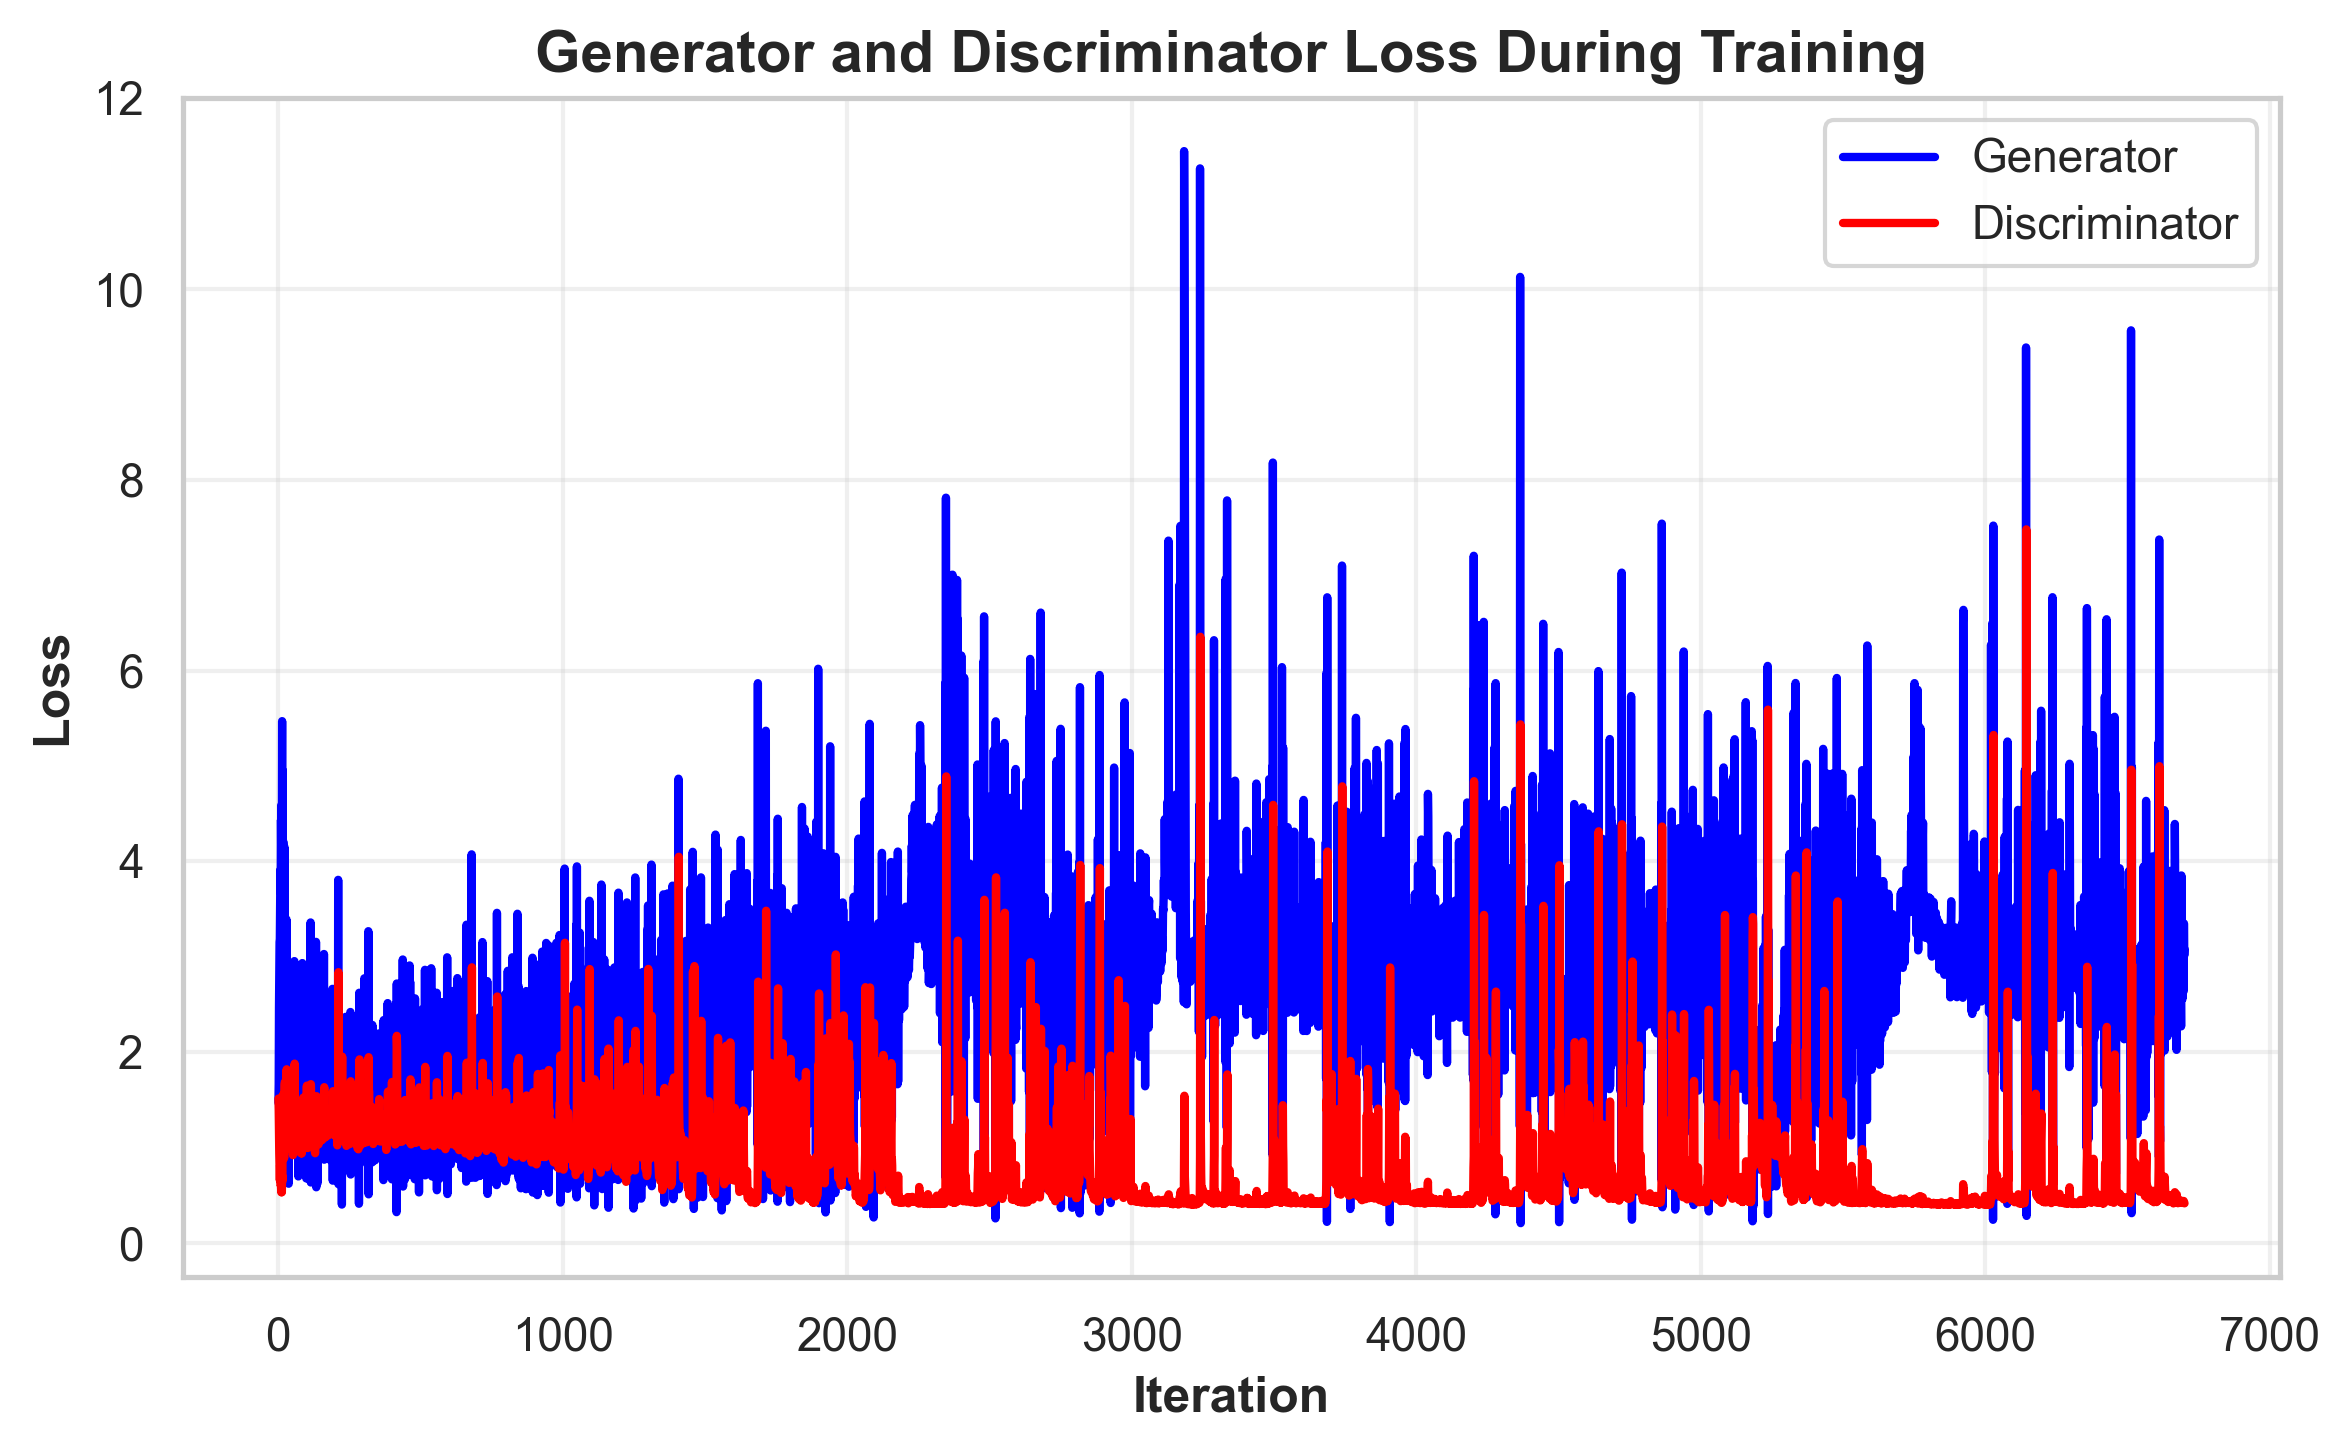 Generator and Discriminator Loss During Training
12
10
8
6
4
2
0
Loss
Generator
Discriminator
0 1000 2000 3000 4000 5000 6000 7000
Iteration